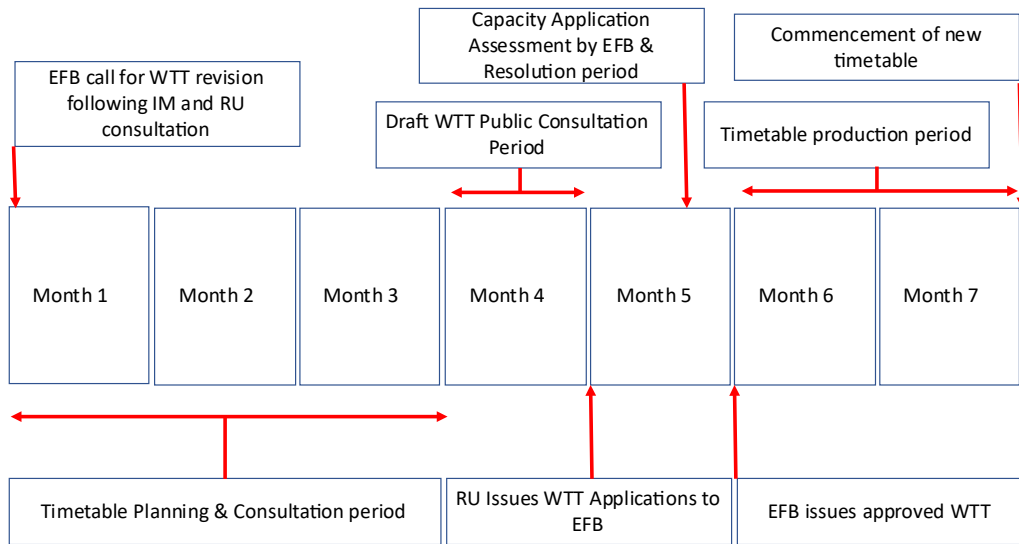 Capacity Application
Assessment by EFB &
Resolution period
Commencement of new
timetable
EFB call for WTT revision
following IM and RU
consultation
Draft WTT Public Consultation
Period
Timetable production period
Month 1
Month 2
Month 3
Month 4
Month 5
Month 6
Month 7
Timetable Planning & Consultation period
RU Issues WTT Applications to
EFB
EFB issues approved WTT